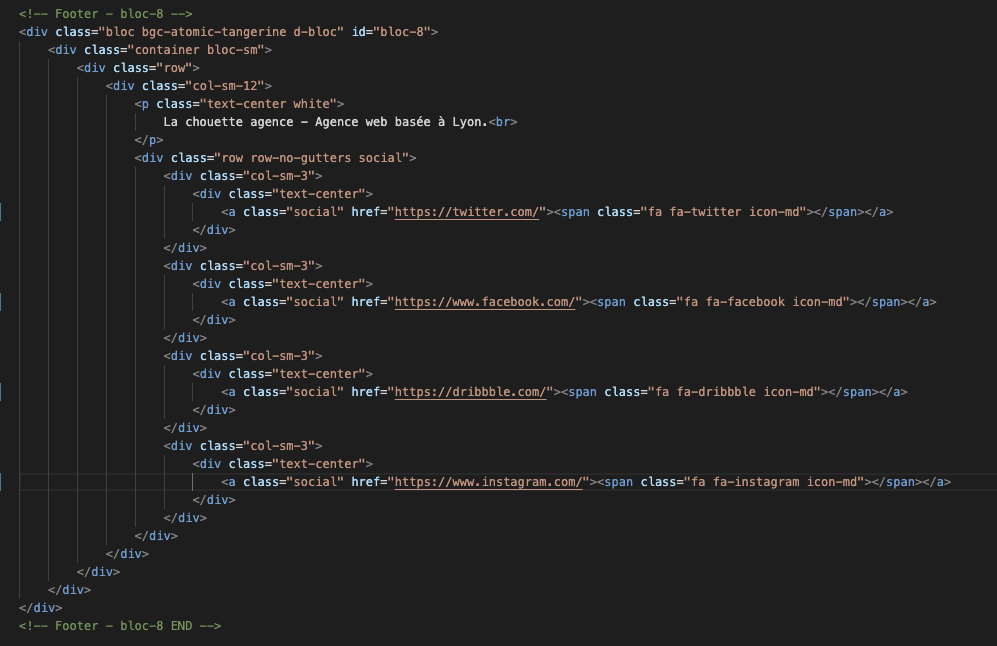 <!-- Footer - bloc-8 -->
<div class="bloc bgc-atomic-tangerine d-bloc" id="bloc-8">
    <div class="container bloc-sm">
        <div class="row">
            <div class="col-sm-12">
                <p class="text-center white">
                    La chouette agence - Agence web basée à Lyon.<br>
                </p>
                <div class="row row-no-gutters social">
                    <div class="col-sm-3">
                        <div class="text-center">
                            <a class="social" href="https://twitter.com/"><span class="fa fa-twitter icon-md"></span></a>
                        </div>
                    </div>
                    <div class="col-sm-3">
                        <div class="text-center">
                            <a class="social" href="https://www.facebook.com/"><span class="fa fa-facebook icon-md"></span></a>
                        </div>
                    </div>
                    <div class="col-sm-3">
                        <div class="text-center">
                            <a class="social" href="https://dribbble.com/"><span class="fa fa-dribbble icon-md"></span></a>
                        </div>
                    </div>
                    <div class="col-sm-3">
                        <div class="text-center">
                            <a class="social" href="https://www.instagram.com/"><span class="fa fa-instagram icon-md"></span></a>
                        </div>
                    </div>
                </div>
            </div>
        </div>
    </div>
</div>
<!-- Footer - bloc-8 END -->